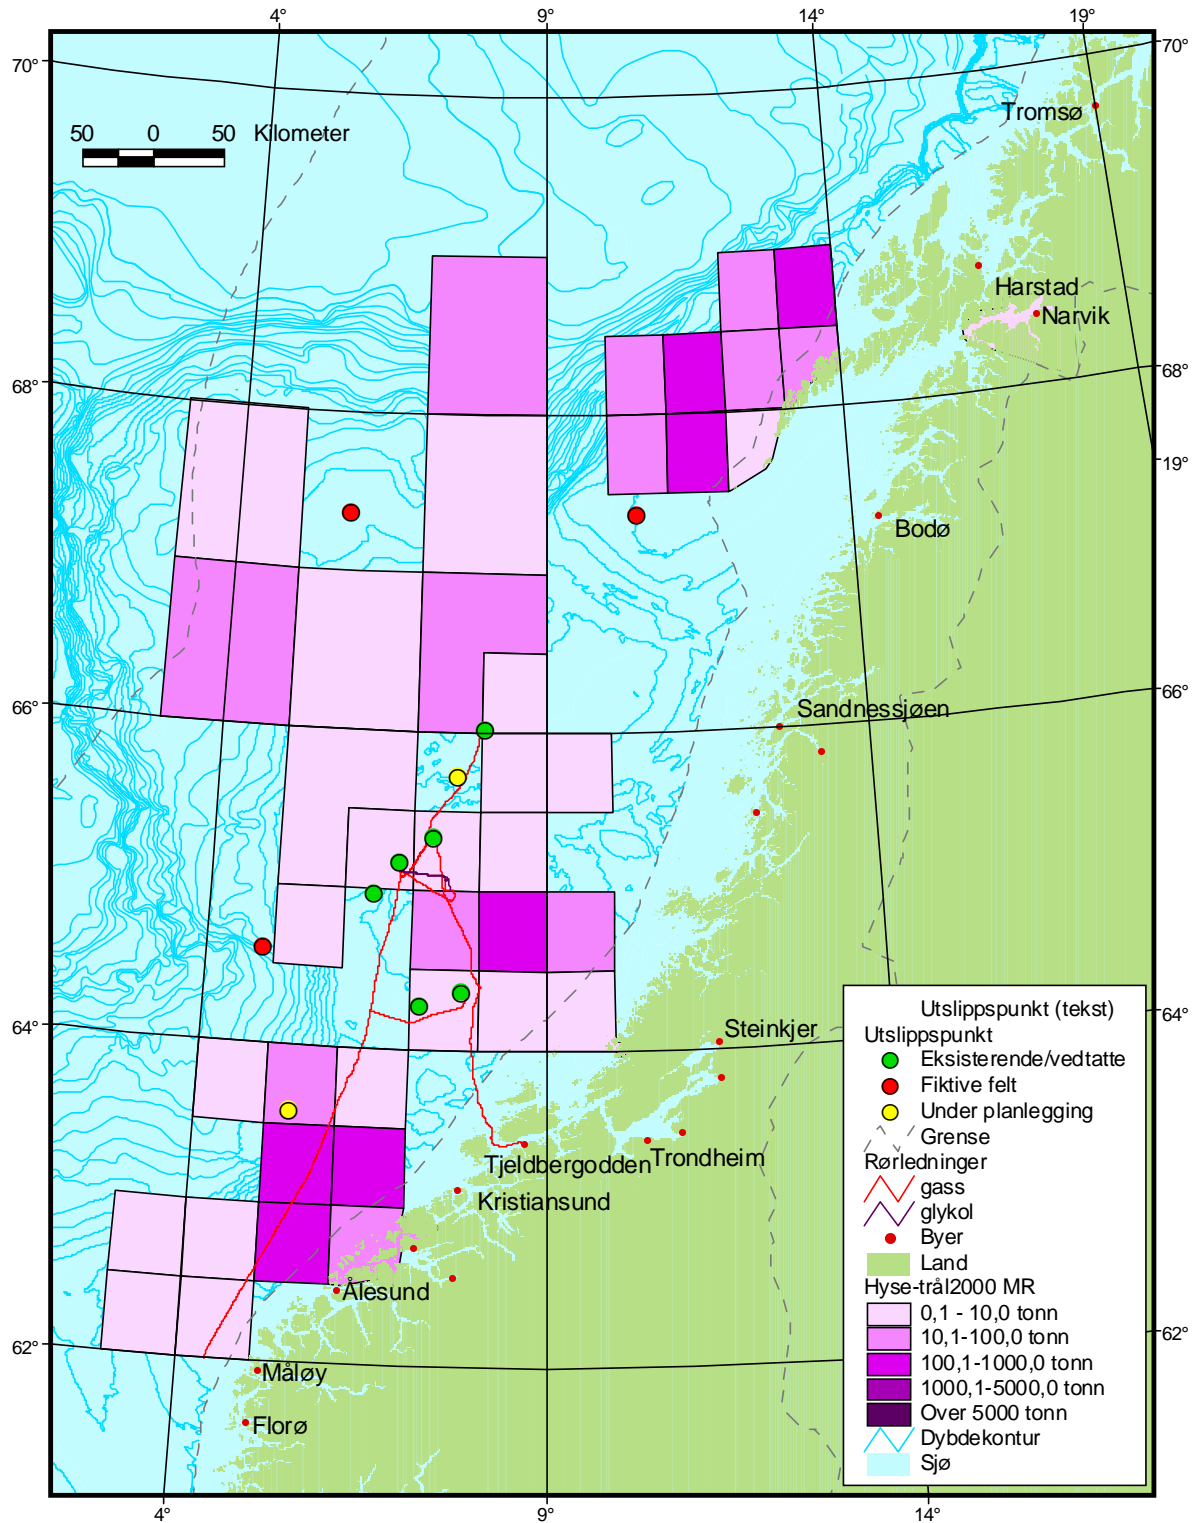 4° 9° 14° 19°
70° 70°
50 0 50 Kilometer
Tromsø
Harstad
Narvik
68° 68°
19°
Bodø
66° 66°
Sandnessjøen
64° 64°
Steinkjer
Tjeldbergodden
Trondheim
Kristiansund
Ålesund
62° 62°
Måløy
Florø
Utslippspunkt (tekst)
Utslippspunkt
Eksisterende/vedtatte
Fiktive felt
Under planlegging
Grense
Rørledninger
gass
glykol
Byer
Land
Hyse-trål2000 MR
0,1 - 10,0 tonn
10,1-100,0 tonn
100,1-1000,0 tonn
1000,1-5000,0 tonn
Over 5000 tonn
Dybdekontur
Sjø
4° 9° 14°